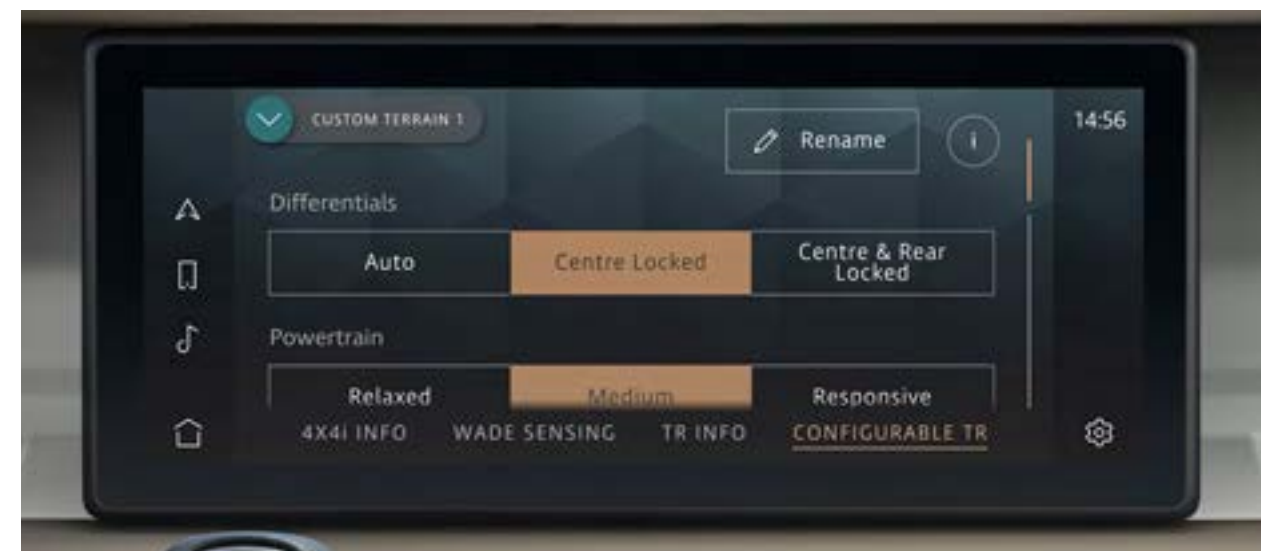 CUSTOM TERRAIN 1
Rename
i
14:56
Differentials
Auto
Centre Locked
Centre & Rear
Locked
Powertrain
Relaxed
Medium
Responsive
4X4i INFO
WADE SENSING
TR INFO
CONFIGURABLE TR